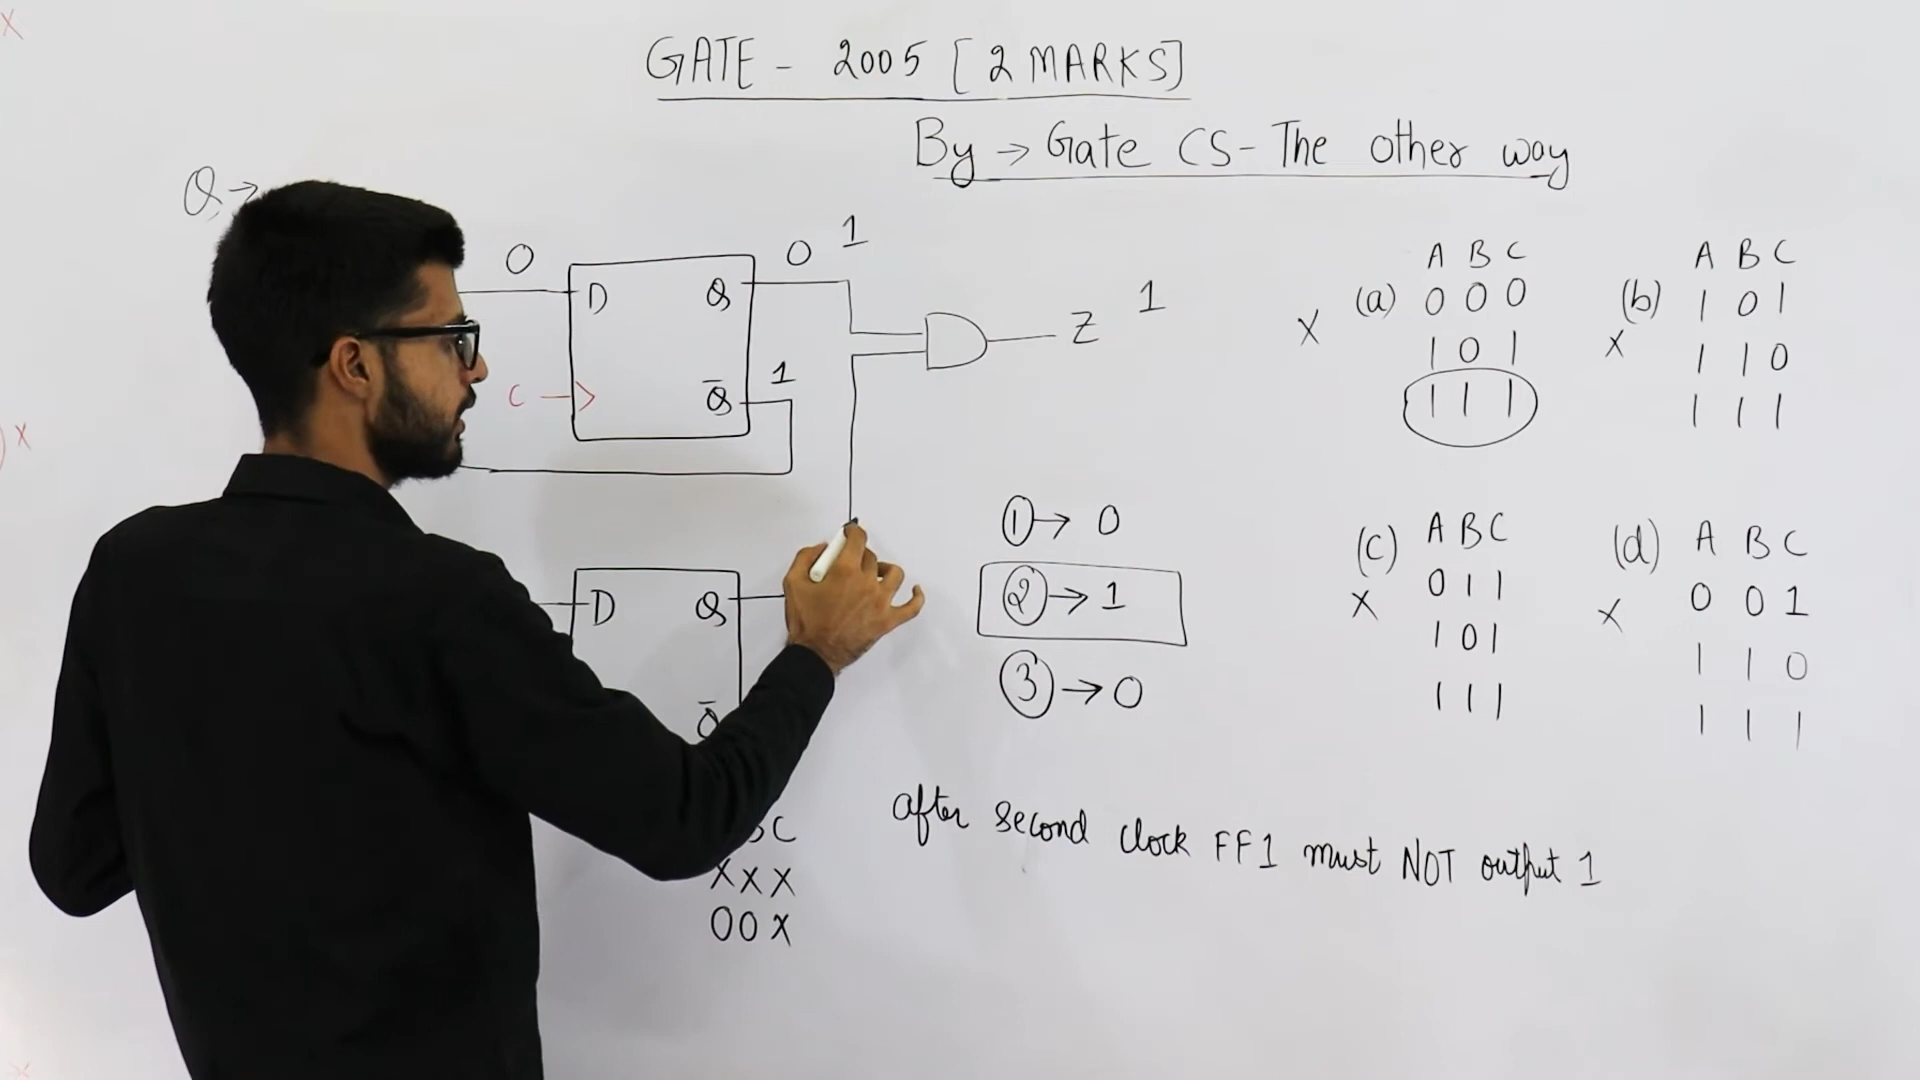 X
GATE - 2005 [2 MARKS]
By → Gate CS - The other way
Q →
0
D
Q
0
1
C
Q̅
1
Z
1
X
(a)
A B C
0 0 0
1 0 1
1 1 1
(b)
X
A B C
1 0 1
1 1 0
1 1 1
X
D
Q
Q̅
① → 0
② → 1
③ → 0
(c)
X
A B C
0 1 1
1 0 1
1 1 1
(d)
X
A B C
0 0 1
1 1 0
1 1 1
C
X X X
0 0 X
after second clock FF1 must NOT output 1
X